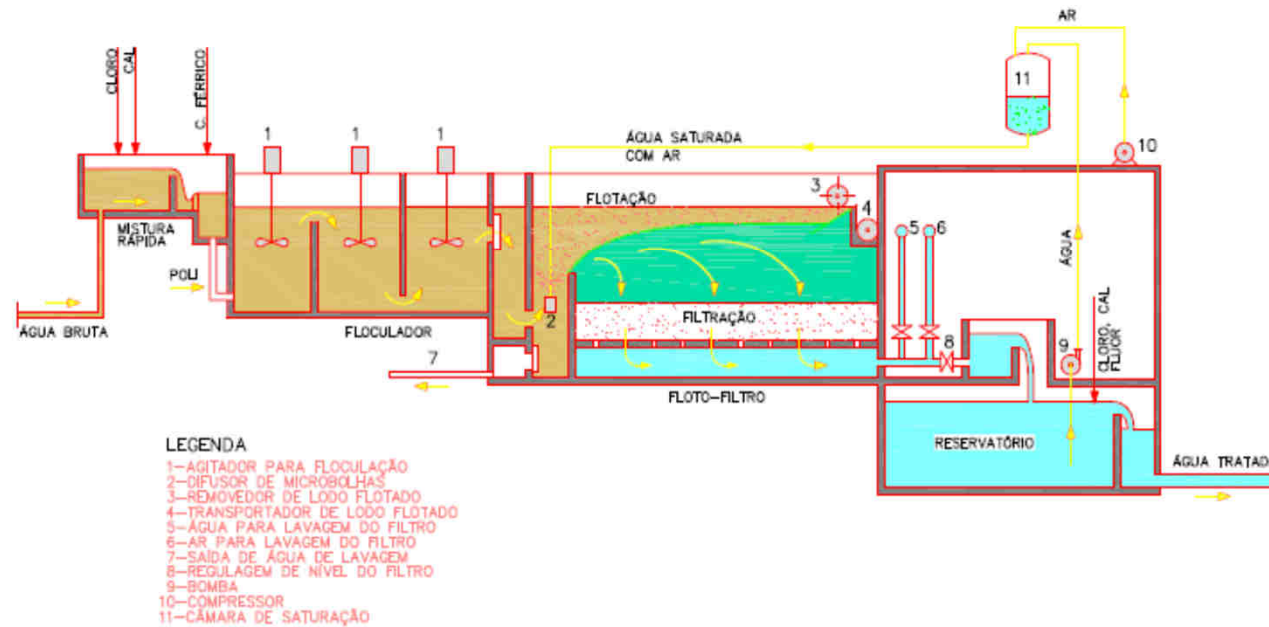 AR
CLORO
CAL
C. FÉRRICO
11
1
1
1
ÁGUA SATURADA
COM AR
10
3
FLOTAÇÃO
4
MISTURA
RÁPIDA
5
6
ÁGUA
POLI
2
FILTRAÇÃO
ÁGUA BRUTA
FLOCULADOR
7
8
9
CLORO, CAL
FLUOR
FLOTO-FILTRO
RESERVATÓRIO
ÁGUA TRATAD
LEGENDA
1-AGITADOR PARA FLOCULAÇÃO
2-DIFUSOR DE MICROBOLHAS
3-REMOVEDOR DE LODO FLOTADO
4-TRANSPORTADOR DE LODO FLOTADO
5-ÁGUA PARA LAVAGEM DO FILTRO
6-AR PARA LAVAGEM DO FILTRO
7-SAÍDA DE ÁGUA DE LAVAGEM
8-REGULAGEM DE NÍVEL DO FILTRO
9-BOMBA
10-COMPRESSOR
11-CÂMARA DE SATURAÇÃO